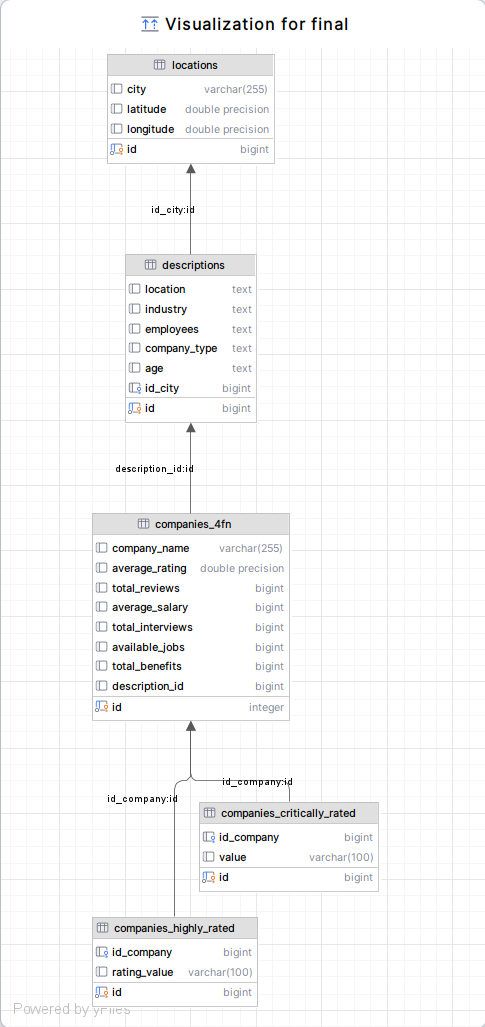 Visualization for final
locations
city varchar(255)
latitude double precision
longitude double precision
id bigint
id_city:id
descriptions
location text
industry text
employees text
company_type text
age text
id_city bigint
id bigint
description_id:id
companies_4fn
company_name varchar(255)
average_rating double precision
total_reviews bigint
average_salary bigint
total_interviews bigint
available_jobs bigint
total_benefits bigint
description_id bigint
id integer
id_company:id
id_company:id
companies_critically_rated
id_company bigint
value varchar(100)
id bigint
companies_highly_rated
id_company bigint
rating_value varchar(100)
id bigint
Powered by yFiles